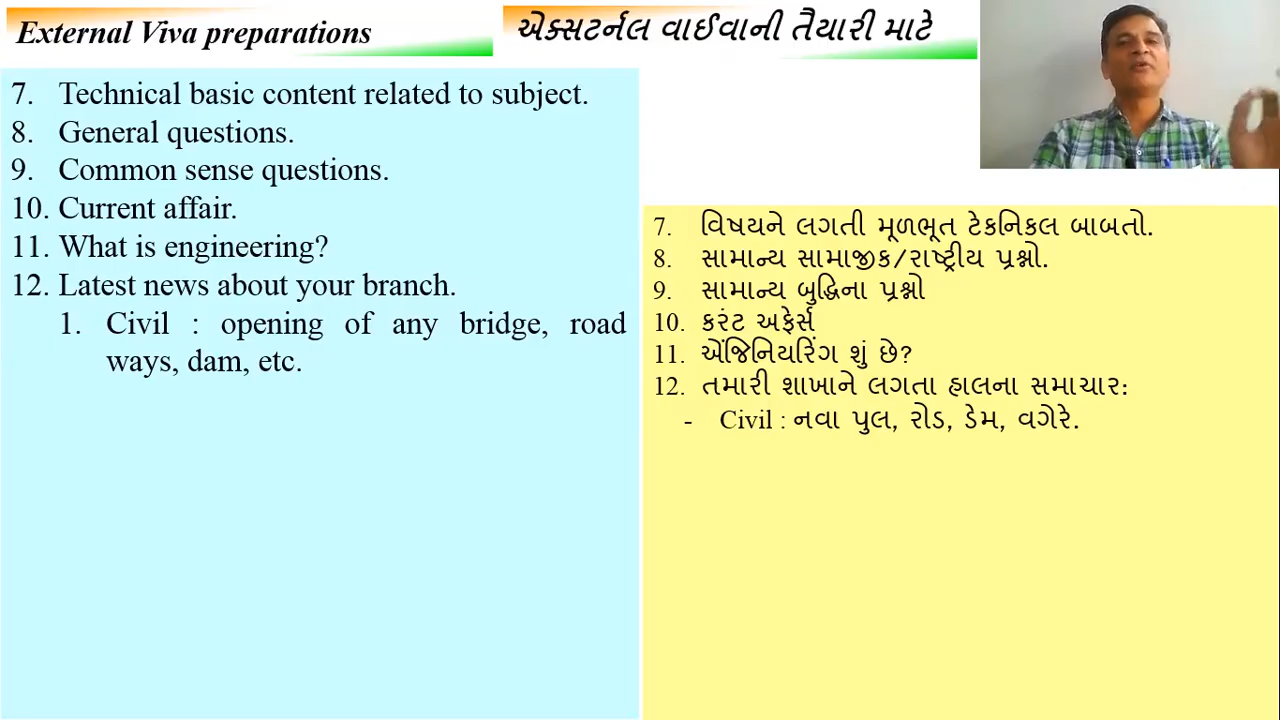 External Viva preparations
એક્સટર્નલ વાઈવાની તૈયારી માટે
7. Technical basic content related to subject.
8. General questions.
9. Common sense questions.
10. Current affair.
11. What is engineering?
12. Latest news about your branch.
1. Civil : opening of any bridge, road
ways, dam, etc.
7. વિષયને લગતી મૂળભૂત ટેકનિકલ બાબતો.
8. સામાન્ય સામાજીક/રાષ્ટ્રીય પ્રશ્નો.
9. સામાન્ય બુદ્ધિના પ્રશ્નો
10. કરંટ અફેર્સ
11. એંજિનિયરિંગ શું છે?
12. તમારી શાખાને લગતા હાલના સમાચાર:
- Civil : નવા પુલ, રોડ, ડેમ, વગેરે.